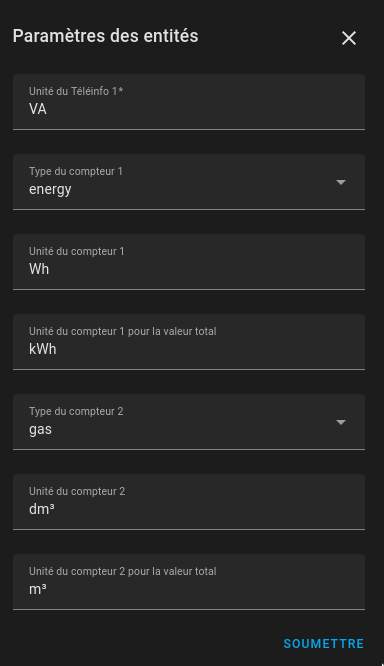 Paramètres des entités
Unité du Téléinfo 1*
VA
Type du compteur 1
energy
Unité du compteur 1
Wh
Unité du compteur 1 pour la valeur total
kWh
Type du compteur 2
gas
Unité du compteur 2
dm³
Unité du compteur 2 pour la valeur total
m³
SOUMETTRE